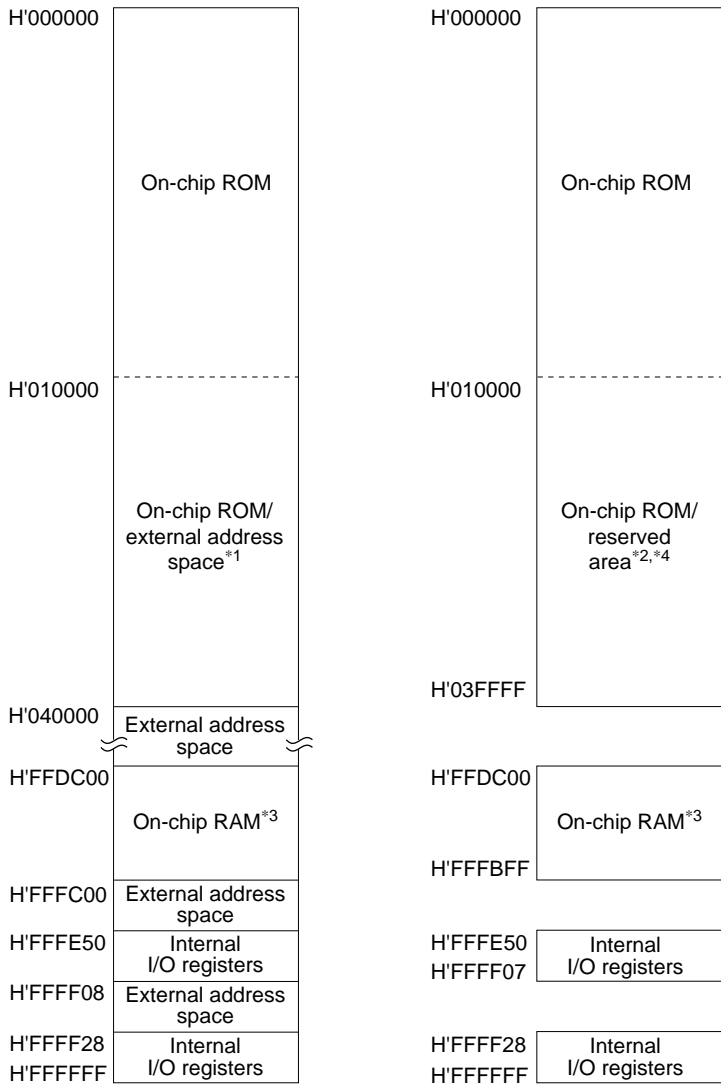 H'000000
On-chip ROM
H'010000
On-chip ROM/
external address
space*1
H'040000
External address
space
H'FFDC00
On-chip RAM*3
H'FFFC00
External address
space
H'FFFE50
Internal
I/O registers
H'FFFF08
External address
space
H'FFFF28
Internal
I/O registers
H'FFFFFF
H'000000
On-chip ROM
H'010000
On-chip ROM/
reserved
area*2,*4
H'03FFFF
H'FFDC00
On-chip RAM*3
H'FFFBFF
H'FFFE50
Internal
I/O registers
H'FFFF07
H'FFFF28
Internal
I/O registers
H'FFFFFF